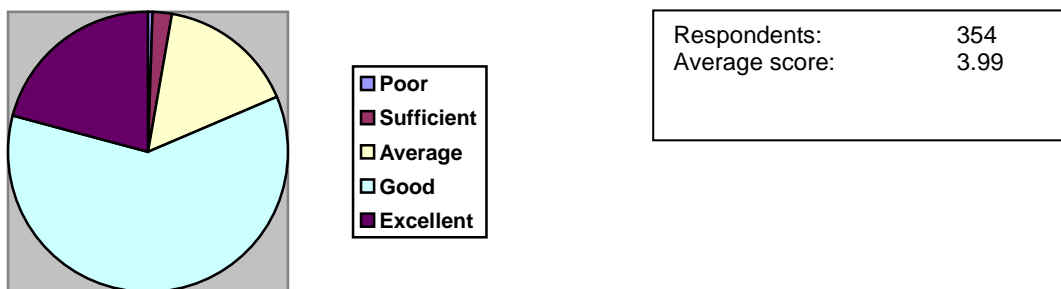 Poor
Sufficient
Average
Good
Excellent
Respondents: 354
Average score: 3.99